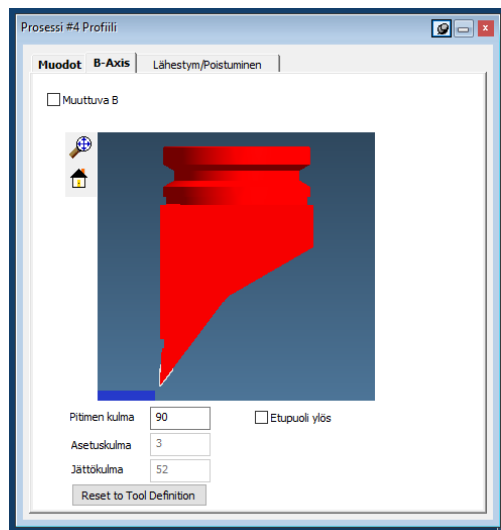 Prosessi #4 Profiili
Muodot B-Axis Lähestym/Poistuminen
Muuttuva B
Pitimen kulma 90 Etupuoli ylös
Asetuskulma 3
Jättökulma 52
Reset to Tool Definition